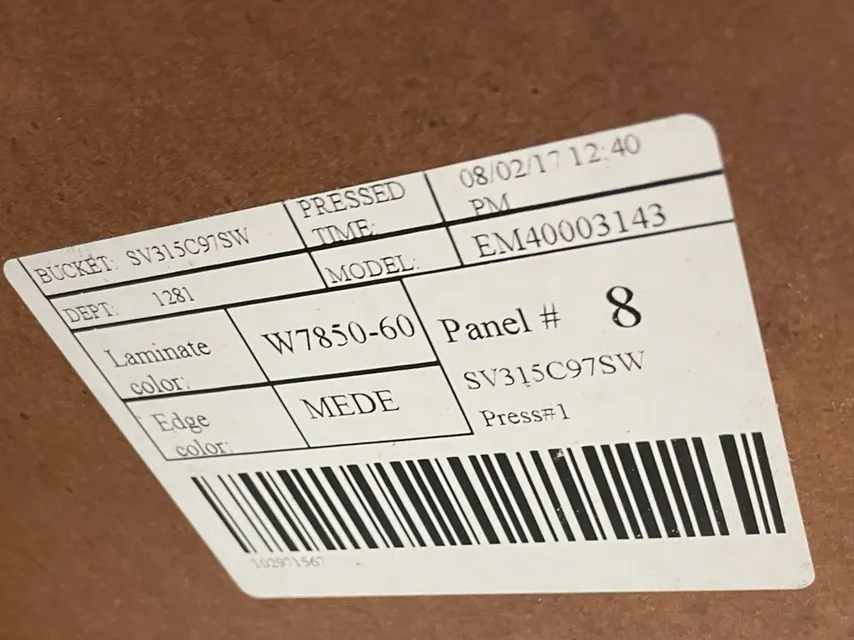 BUCKET: SV315C97SW PRESSED TIME: 08/02/17 12:40 PM
DEPT: 1281 MODEL: EM40003143
Laminate color: W7850-60 Panel # 8
SV315C97SW
Edge color: MEDE Press#1
102971567